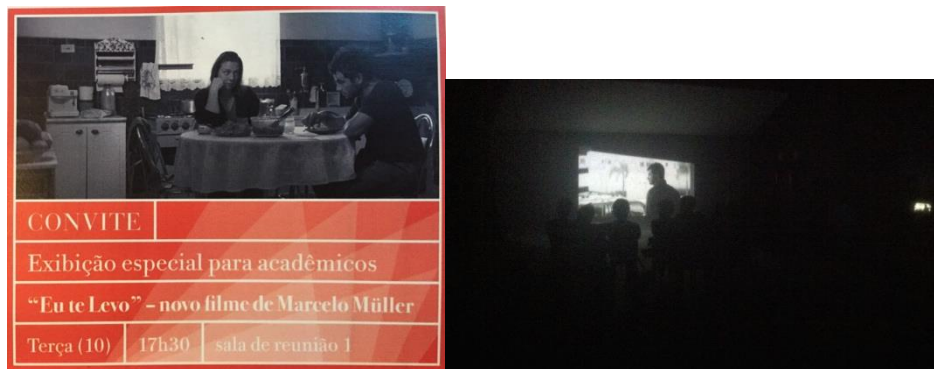 CONVITE
Exibição especial para acadêmicos
“Eu te Levo” – novo filme de Marcelo Müller
Terça (10) 17h30 sala de reunião 1